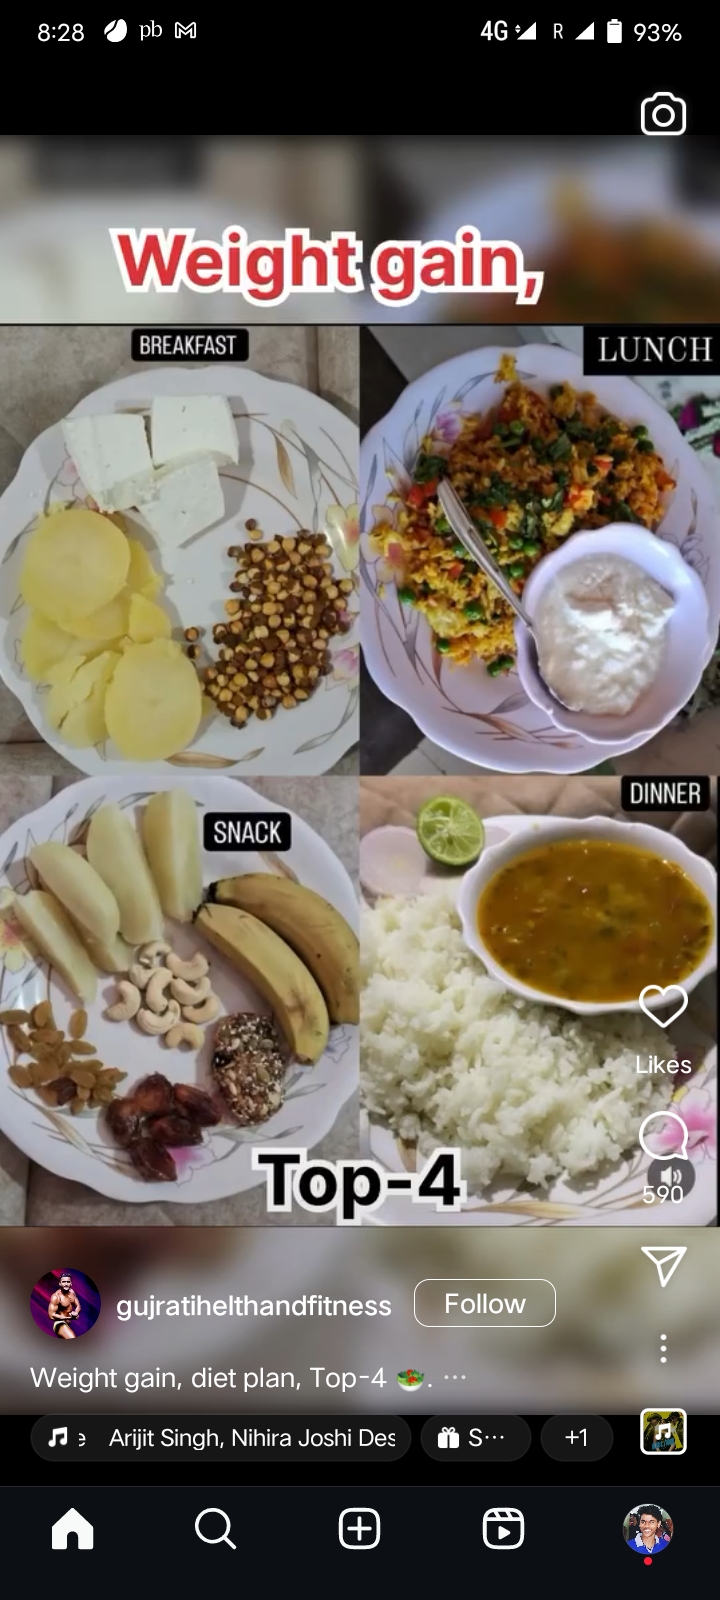 8:28 pb 4G R 93%
Weight gain,
BREAKFAST
LUNCH
SNACK
DINNER
Likes
590
Top-4
gujratihelthandfitness Follow
Weight gain, diet plan, Top-4 🥗. ...
e Arijit Singh, Nihira Joshi Des S... +1